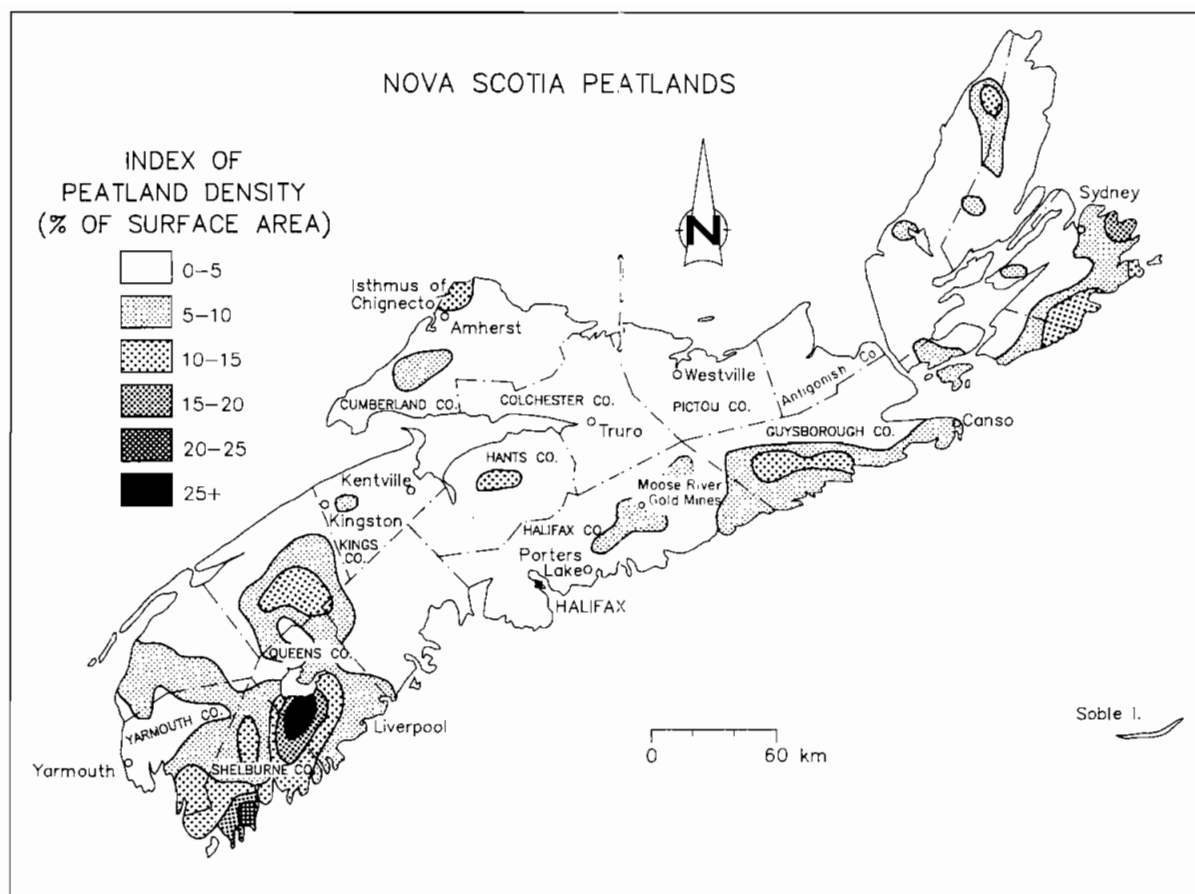 NOVA SCOTIA PEATLANDS
INDEX OF
PEATLAND DENSITY
(% OF SURFACE AREA)
0-5
5-10
10-15
15-20
20-25
25+
N
Sydney
Isthmus of
Chignecto
Amherst
Westville
Antigonish Co.
CUMBERLAND CO.
COLCHESTER CO.
PICTOU CO.
Truro
GUYSBOROUGH CO.
Canso
HANTS CO.
Kentville
Moose River
Gold Mines
Kingston
KINGS
CO.
HALIFAX CO.
Porters
Lake
HALIFAX
QUEENS CO.
YARMOUTH CO.
Liverpool
Yarmouth
SHELBURNE CO.
0 60 km
Soble I.